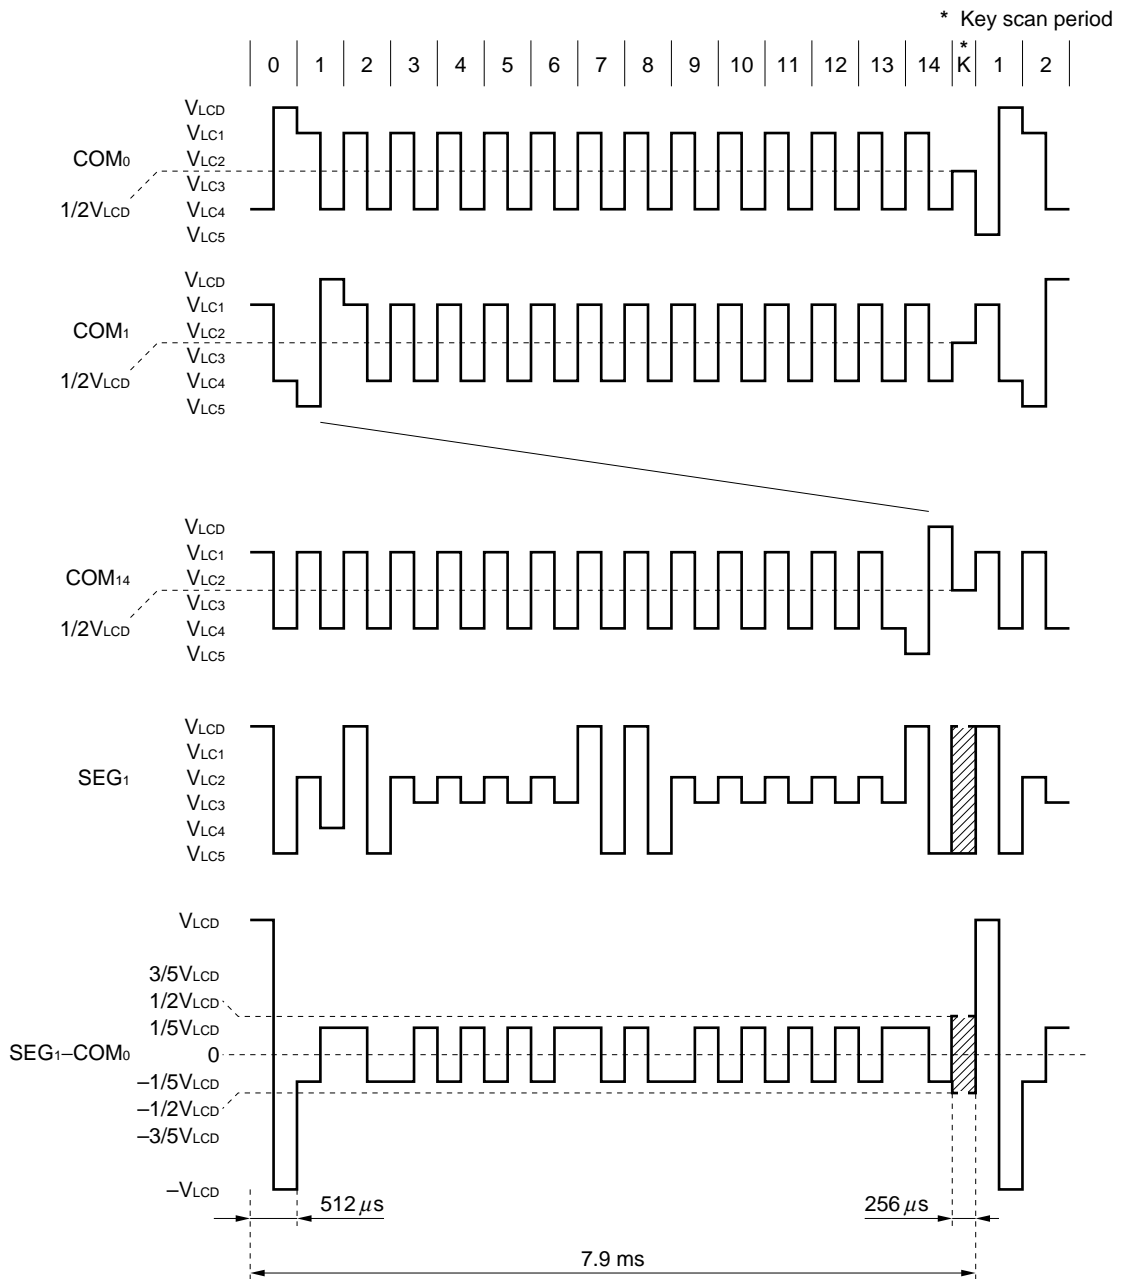 * Key scan period
0 1 2 3 4 5 6 7 8 9 10 11 12 13 14 * K 1 2
VLCD
VLC1
COM0 VLC2
VLC3
1/2VLCD VLC4
VLC5
VLCD
VLC1
COM1 VLC2
VLC3
1/2VLCD VLC4
VLC5
VLCD
VLC1
COM14 VLC2
VLC3
1/2VLCD VLC4
VLC5
VLCD
VLC1
SEG1 VLC2
VLC3
VLC4
VLC5
VLCD
3/5VLCD
1/2VLCD
1/5VLCD
SEG1–COM0 0
–1/5VLCD
–1/2VLCD
–3/5VLCD
–VLCD
512 μs 256 μs
7.9 ms